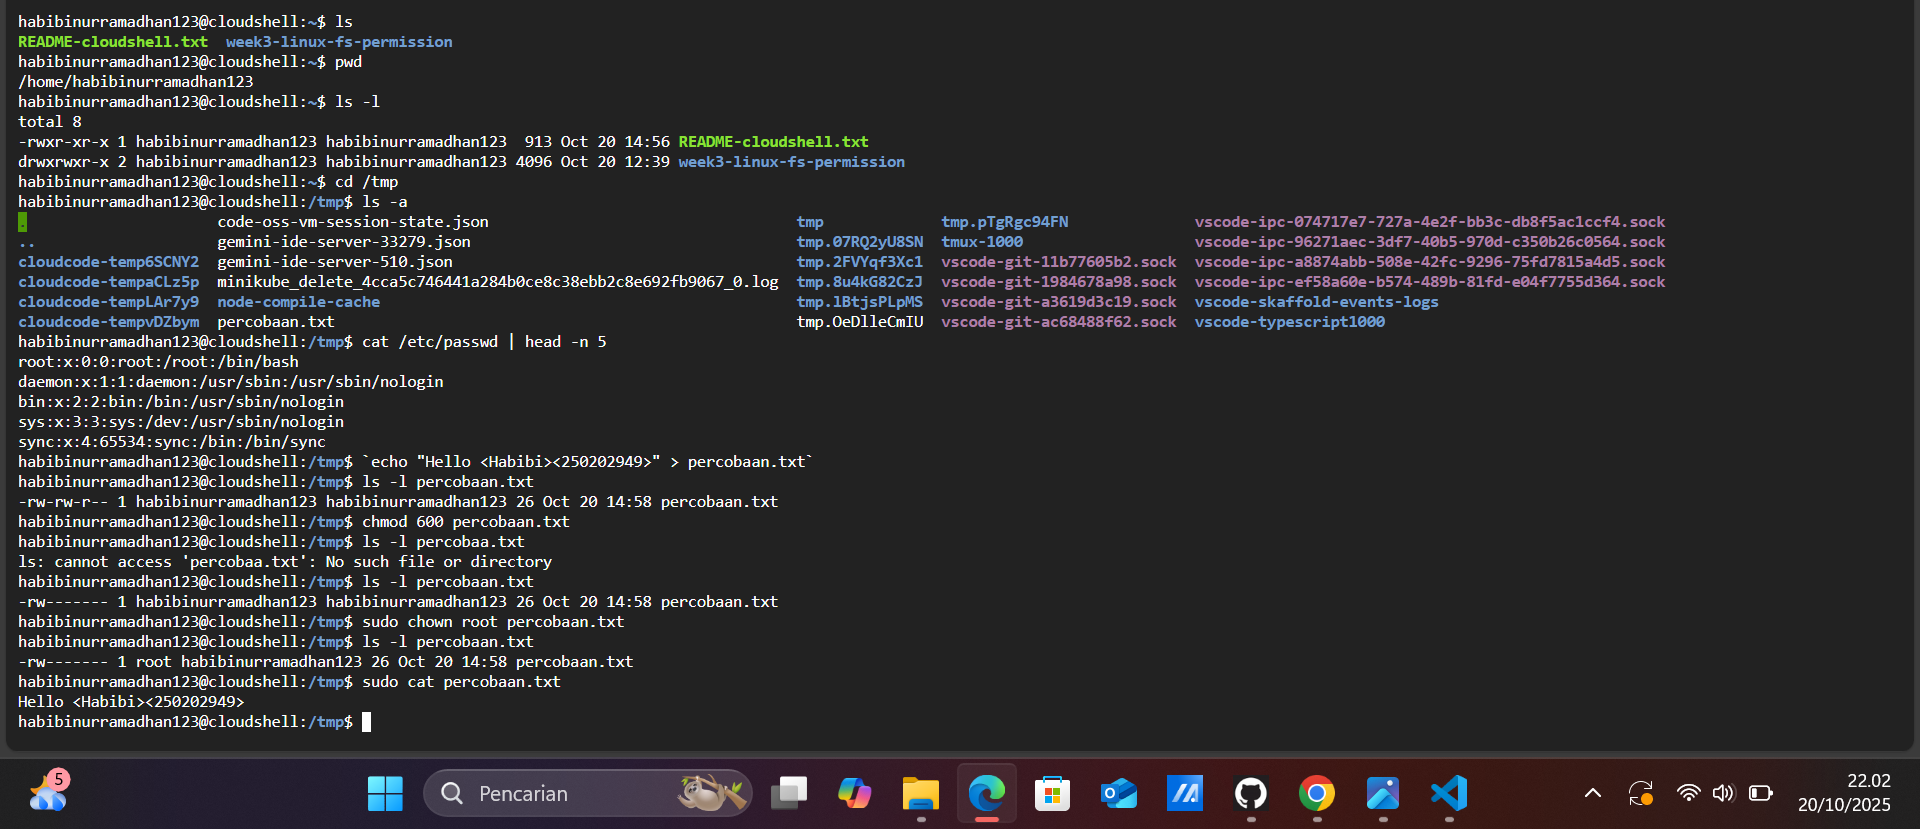 habibinurramadhan123@cloudshell:~$ ls
README-cloudshell.txt  week3-linux-fs-permission
habibinurramadhan123@cloudshell:~$ pwd
/home/habibinurramadhan123
habibinurramadhan123@cloudshell:~$ ls -l
total 8
-rwxr-xr-x 1 habibinurramadhan123 habibinurramadhan123  913 Oct 20 14:56 README-cloudshell.txt
drwxrwxr-x 2 habibinurramadhan123 habibinurramadhan123 4096 Oct 20 12:39 week3-linux-fs-permission
habibinurramadhan123@cloudshell:~$ cd /tmp
habibinurramadhan123@cloudshell:/tmp$ ls -a
.                     code-oss-vm-session-state.json                                  tmp             tmp.pTgRgc94FN            vscode-ipc-074717e7-727a-4e2f-bb3c-db8f5ac1ccf4.sock
..                    gemini-ide-server-33279.json                                    tmp.07RQ2yU8SN  tmux-1000                 vscode-ipc-96271aec-3df7-40b5-970d-c350b26c0564.sock
cloudcode-temp6SCNY2  gemini-ide-server-510.json                                      tmp.2FVYqf3Xc1  vscode-git-11b77605b2.sock  vscode-ipc-a8874abb-508e-42fc-9296-75fd7815a4d5.sock
cloudcode-tempaCLz5p  minikube_delete_4cca5c746441a284b0ce8c38ebb2c8e692fb9067_0.log  tmp.8u4kG82CzJ  vscode-git-1984678a98.sock  vscode-ipc-ef58a60e-b574-489b-81fd-e04f7755d364.sock
cloudcode-tempLAr7y9  node-compile-cache                                              tmp.lBtjsPLpMS  vscode-git-a3619d3c19.sock  vscode-skaffold-events-logs
cloudcode-tempvDZbym  percobaan.txt                                                   tmp.OeDlleCmIU  vscode-git-ac68488f62.sock  vscode-typescript1000
habibinurramadhan123@cloudshell:/tmp$ cat /etc/passwd | head -n 5
root:x:0:0:root:/root:/bin/bash
daemon:x:1:1:daemon:/usr/sbin:/usr/sbin/nologin
bin:x:2:2:bin:/bin:/usr/sbin/nologin
sys:x:3:3:sys:/dev:/usr/sbin/nologin
sync:x:4:65534:sync:/bin:/bin/sync
habibinurramadhan123@cloudshell:/tmp$ `echo "Hello <Habibi><250202949>" > percobaan.txt`
habibinurramadhan123@cloudshell:/tmp$ ls -l percobaan.txt
-rw-rw-r-- 1 habibinurramadhan123 habibinurramadhan123 26 Oct 20 14:58 percobaan.txt
habibinurramadhan123@cloudshell:/tmp$ chmod 600 percobaan.txt
habibinurramadhan123@cloudshell:/tmp$ ls -l percobaa.txt
ls: cannot access 'percobaa.txt': No such file or directory
habibinurramadhan123@cloudshell:/tmp$ ls -l percobaan.txt
-rw------- 1 habibinurramadhan123 habibinurramadhan123 26 Oct 20 14:58 percobaan.txt
habibinurramadhan123@cloudshell:/tmp$ sudo chown root percobaan.txt
habibinurramadhan123@cloudshell:/tmp$ ls -l percobaan.txt
-rw------- 1 root habibinurramadhan123 26 Oct 20 14:58 percobaan.txt
habibinurramadhan123@cloudshell:/tmp$ sudo cat percobaan.txt
Hello <Habibi><250202949>
habibinurramadhan123@cloudshell:/tmp$
5
Pencarian
22.02
20/10/2025